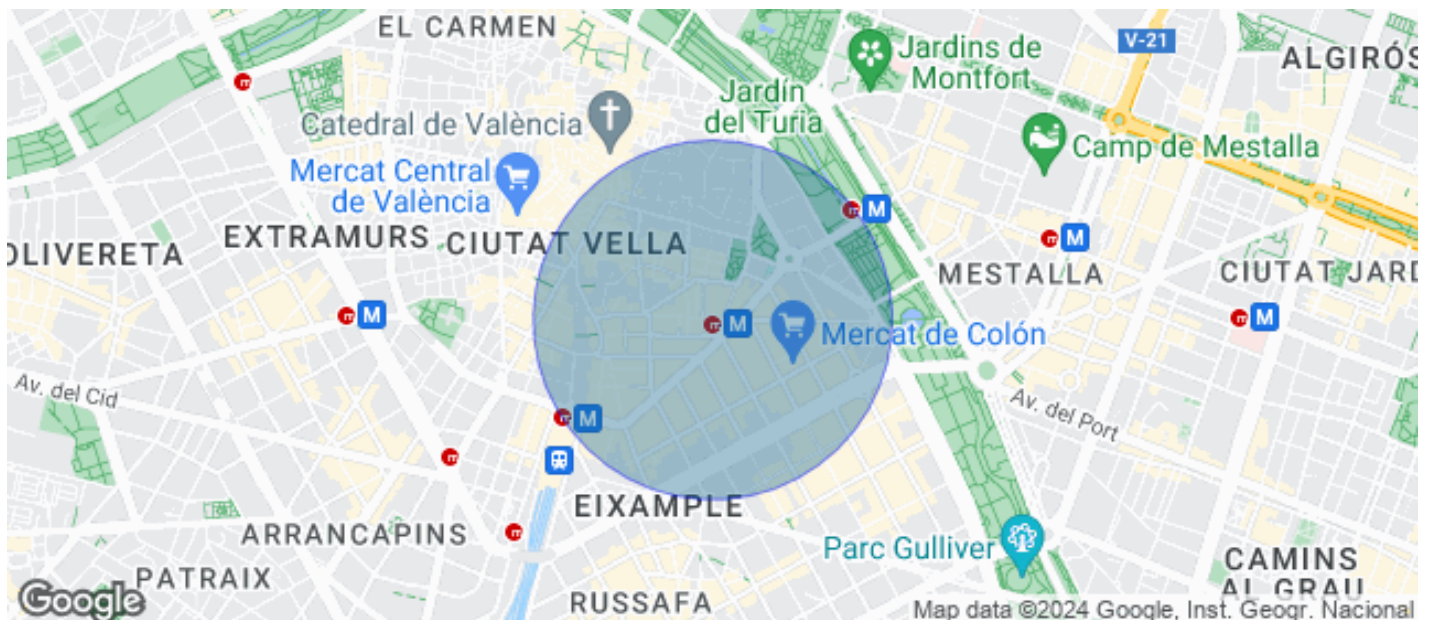 EL CARMEN
Jardins de
Montfort
V-21
ALGIRÓS
Jardín
del Turia
Catedral de València
Camp de Mestalla
Mercat Central
de València
OLIVERETA
EXTRAMURS
CIUTAT VELLA
MESTALLA
CIUTAT JARD
M
M
M
M
M
M
Mercat de Colón
Av. del Cid
Av. del Port
EIXAMPLE
ARRANCAPINS
Parc Gulliver
CAMINS
AL GRAU
PATRAIX
RUSSAFA
Google
Map data ©2024 Google, Inst. Geogr. Nacional